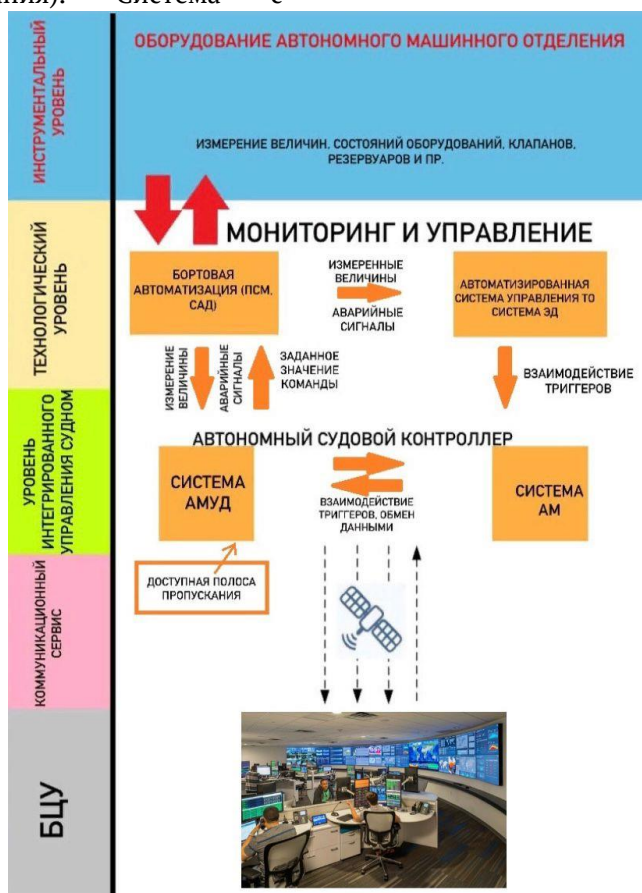 ния). Система с
ИНСТРУМЕНТАЛЬНЫЙ
УРОВЕНЬ
ОБОРУДОВАНИЕ АВТОНОМНОГО МАШИННОГО ОТДЕЛЕНИЯ
ИЗМЕРЕНИЕ ВЕЛИЧИН, СОСТОЯНИЙ ОБОРУДОВАНИЙ, КЛАПАНОВ,
РЕЗЕРВУАРОВ И ПР.
ТЕХНОЛОГИЧЕСКИЙ
УРОВЕНЬ
МОНИТОРИНГ И УПРАВЛЕНИЕ
БОРТОВАЯ
АВТОМАТИЗАЦИЯ (ПСМ,
САД)
ИЗМЕРЕННЫЕ
ВЕЛИЧИНЫ
АВАРИЙНЫЕ
СИГНАЛЫ
АВТОМАТИЗИРОВАННАЯ
СИСТЕМА УПРАВЛЕНИЯ ТО
СИСТЕМА ЭД
ИЗМЕРЕНИЕ
ВЕЛИЧИНЫ
АВАРИЙНЫЕ
СИГНАЛЫ
ЗАДАННОЕ
ЗНАЧЕНИЕ
КОМАНДЫ
ВЗАИМОДЕЙСТВИЕ
ТРИГГЕРОВ
УРОВЕНЬ
ИНТЕГРИРОВАННОГО
УПРАВЛЕНИЯ СУДНОМ
АВТОНОМНЫЙ СУДОВОЙ КОНТРОЛЛЕР
СИСТЕМА
АМУД
ВЗАИМОДЕЙСТВИЕ
ТРИГГЕРОВ, ОБМЕН
ДАННЫМИ
СИСТЕМА
АМ
КОММУНИКАЦИОННЫЙ
СЕРВИС
ДОСТУПНАЯ ПОЛОСА
ПРОПУСКАНИЯ
БЦУ